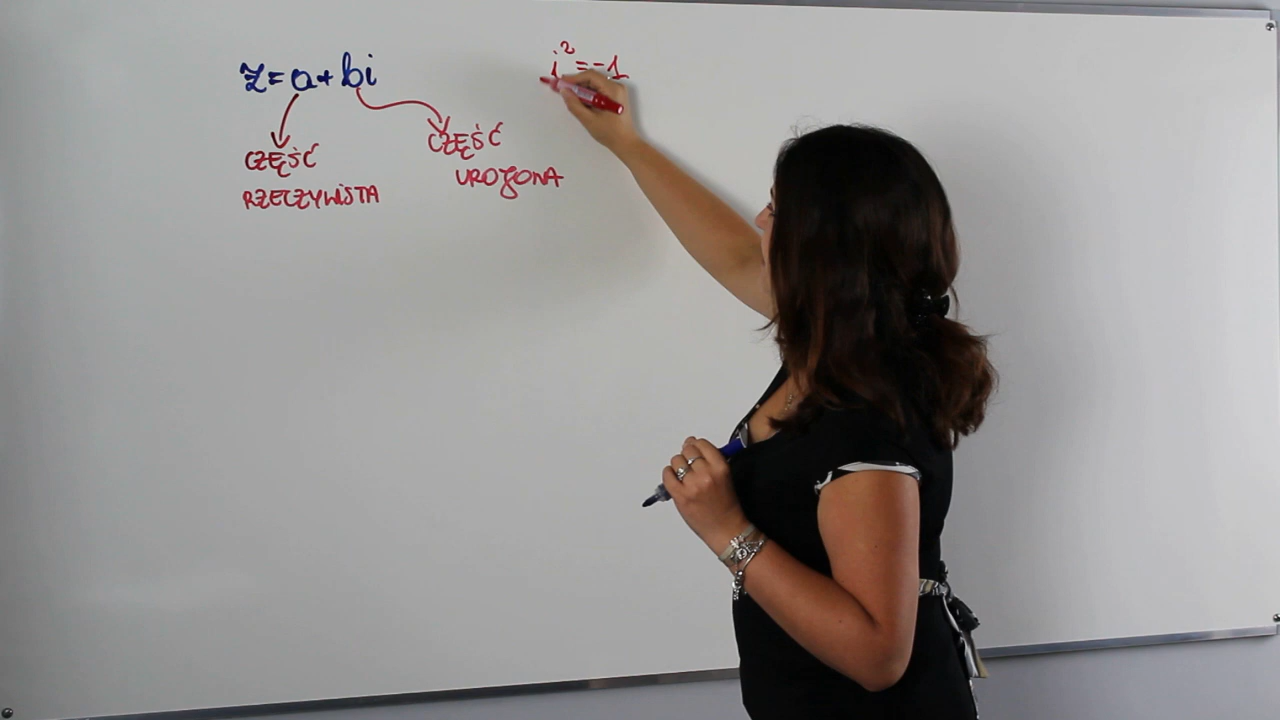 z=a+bi
i²=-1
CZĘŚĆ
RZECZYWISTA
CZĘŚĆ
UROJONA